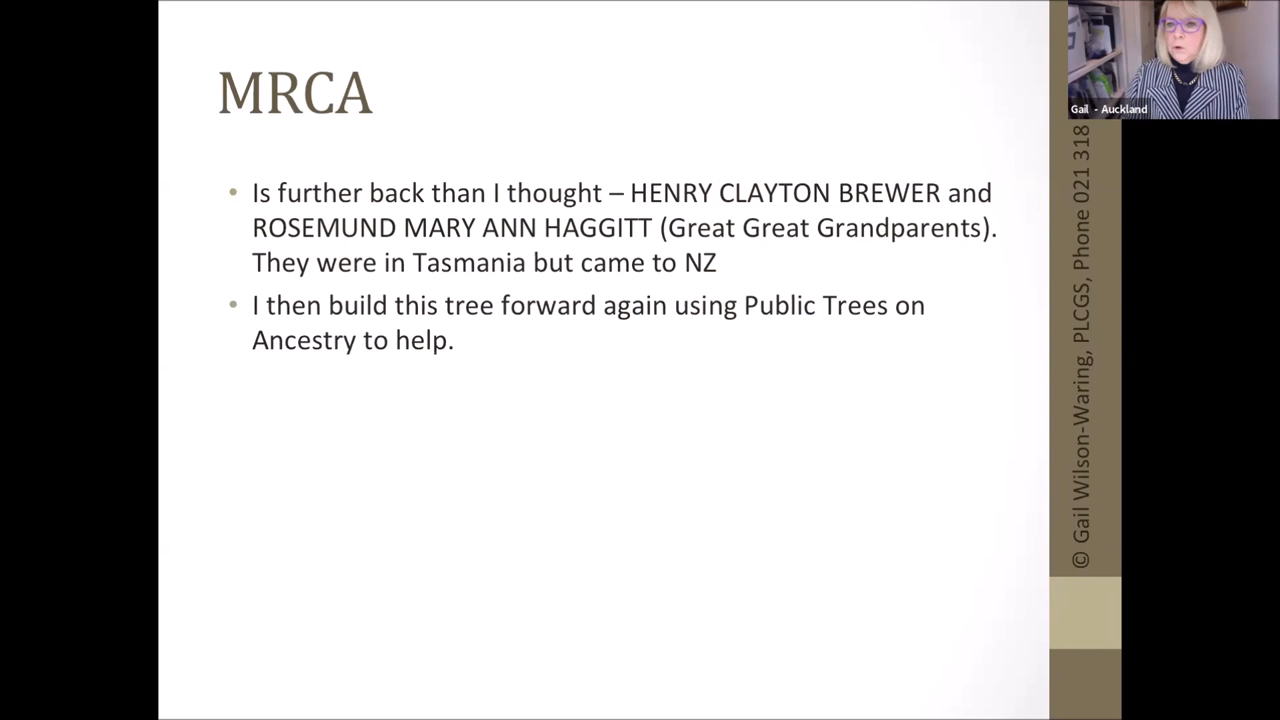 MRCA
• Is further back than I thought – HENRY CLAYTON BREWER and
ROSEMUND MARY ANN HAGGITT (Great Great Grandparents).
They were in Tasmania but came to NZ
• I then build this tree forward again using Public Trees on
Ancestry to help.
© Gail Wilson-Waring, PLCGS, Phone 021 318
Gail - Auckland